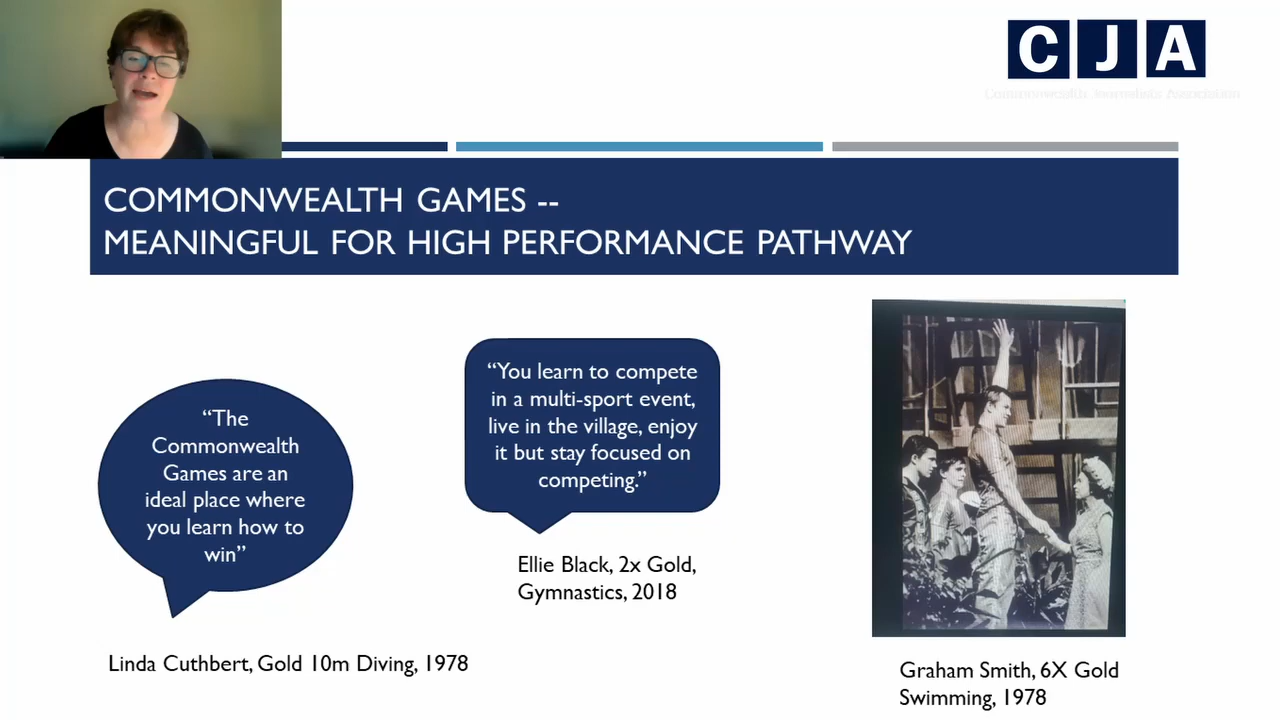 CJA
Commonwealth Journalists Association
COMMONWEALTH GAMES --
MEANINGFUL FOR HIGH PERFORMANCE PATHWAY
“The
Commonwealth
Games are an
ideal place where
you learn how to
win”
Linda Cuthbert, Gold 10m Diving, 1978
“You learn to compete
in a multi-sport event,
live in the village, enjoy
it but stay focused on
competing.”
Ellie Black, 2x Gold,
Gymnastics, 2018
Graham Smith, 6X Gold
Swimming, 1978